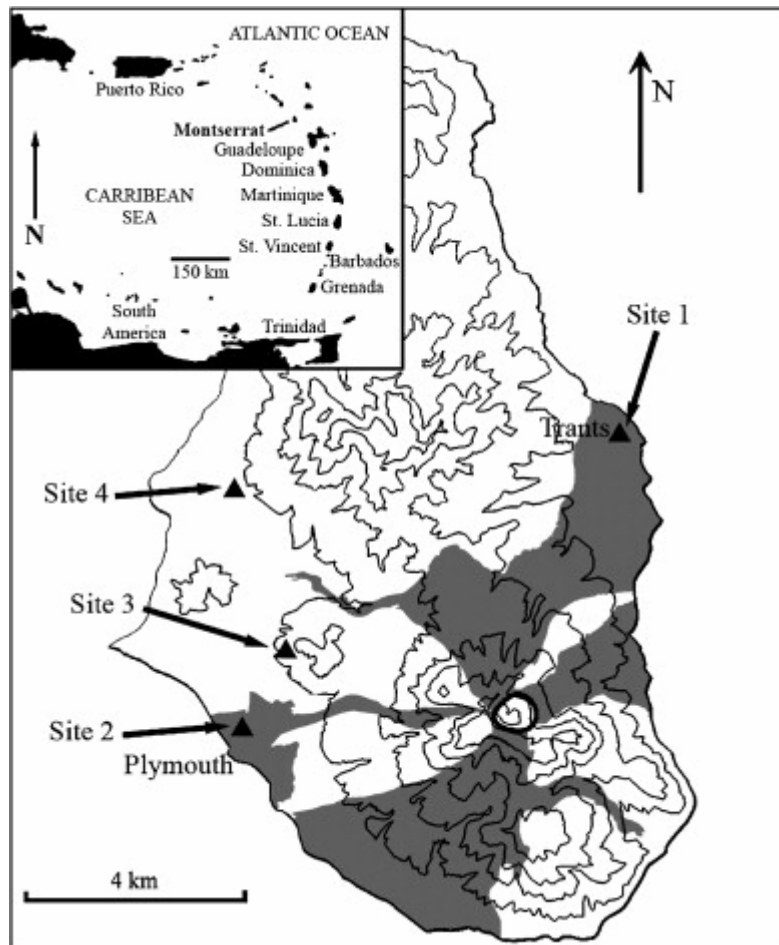 ATLANTIC OCEAN
Puerto Rico
Montserrat
Guadeloupe
Dominica
CARRIBEAN
SEA
Martinique
St. Lucia
N
St. Vincent
150 km
Barbados
Grenada
South
America
Trinidad
N
Site 1
Trants
Site 4
Site 3
Site 2
Plymouth
4 km